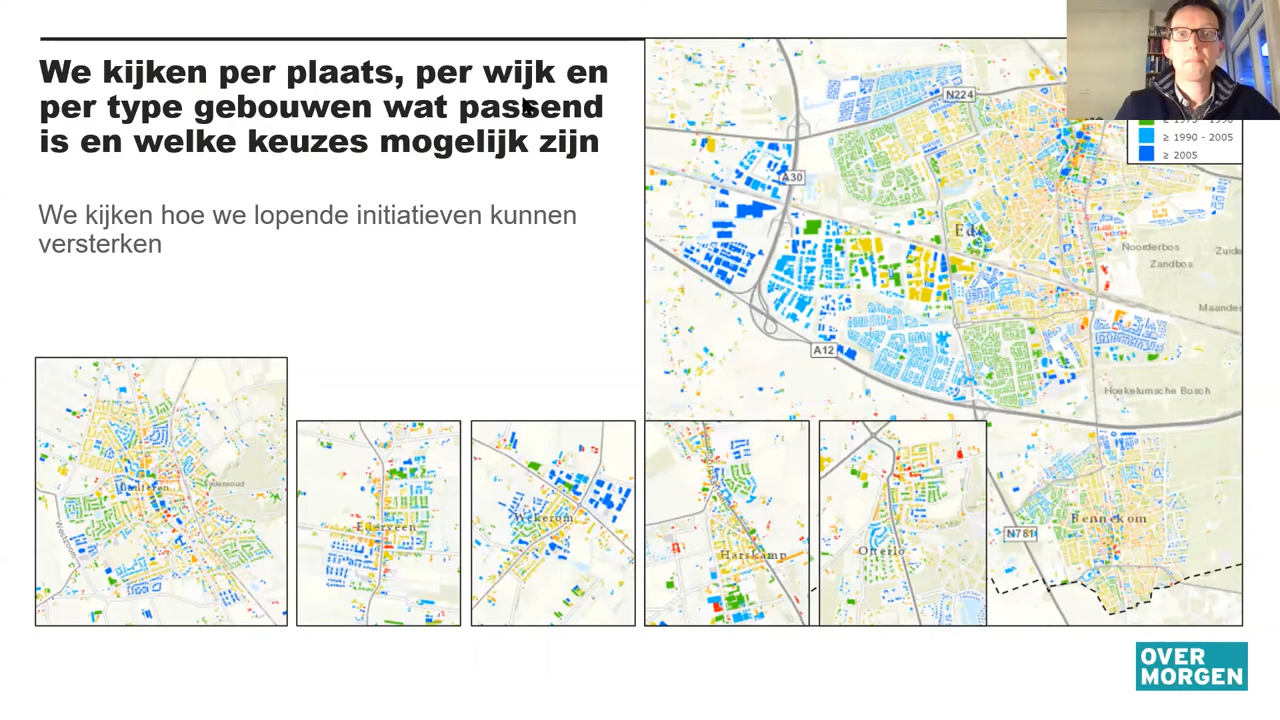 We kijken per plaats, per wijk en
per type gebouwen wat passend
is en welke keuzes mogelijk zijn
We kijken hoe we lopende initiatieven kunnen
versterken
N224
≥ 1990 - 2005
≥ 2005
A30
Ede
Noorderbos
Zandbos
A12
Hoekelumsche Bosch
Ederveen
Wekerom
Harskamp
Otterlo
Bennekom
N781
OVER
MORGEN